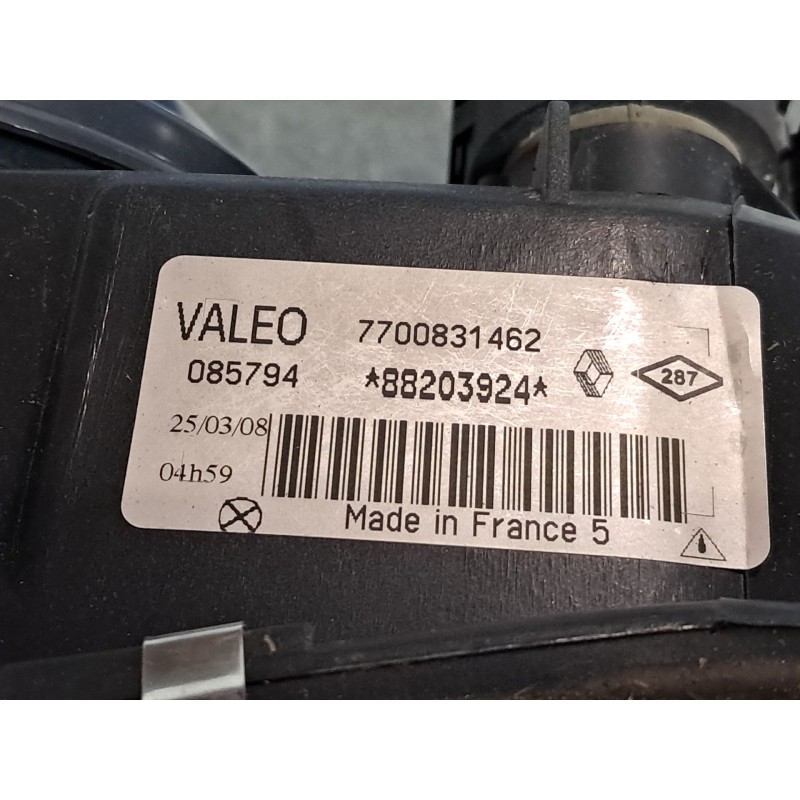 VALEO 7700831462
085794 *88203924* 287
25/03/08
04h59
Made in France 5